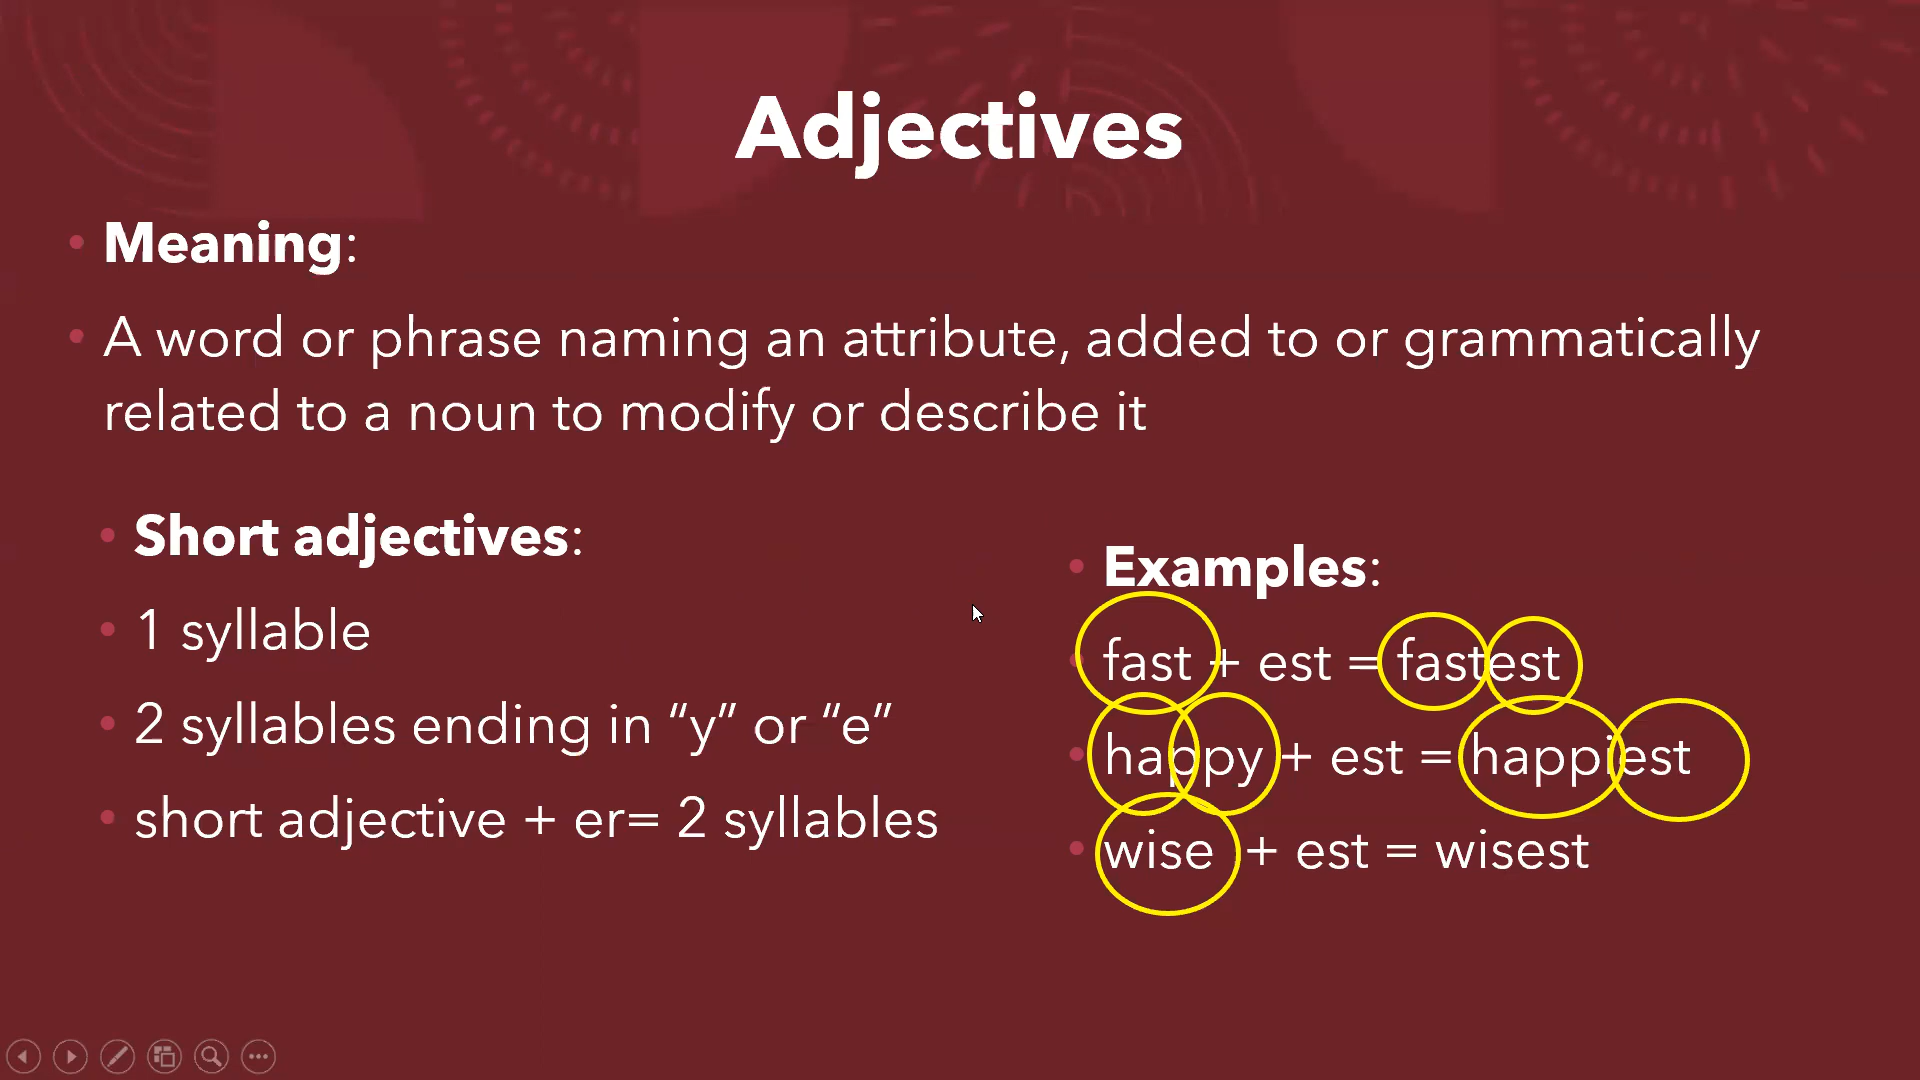 Adjectives
Meaning:
A word or phrase naming an attribute, added to or grammatically
related to a noun to modify or describe it
Short adjectives:
1 syllable
2 syllables ending in “y” or “e”
short adjective + er= 2 syllables
Examples:
fast + est = fastest
happy + est = happiest
wise + est = wisest